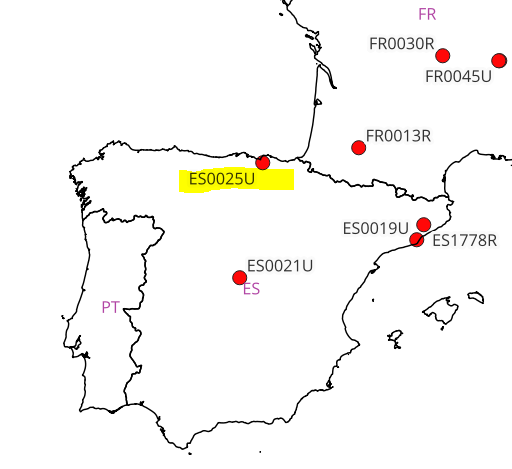 FR
FR0030R
FR0045U
FR0013R
ES0025U
ES0019U
ES1778R
ES0021U
ES
PT